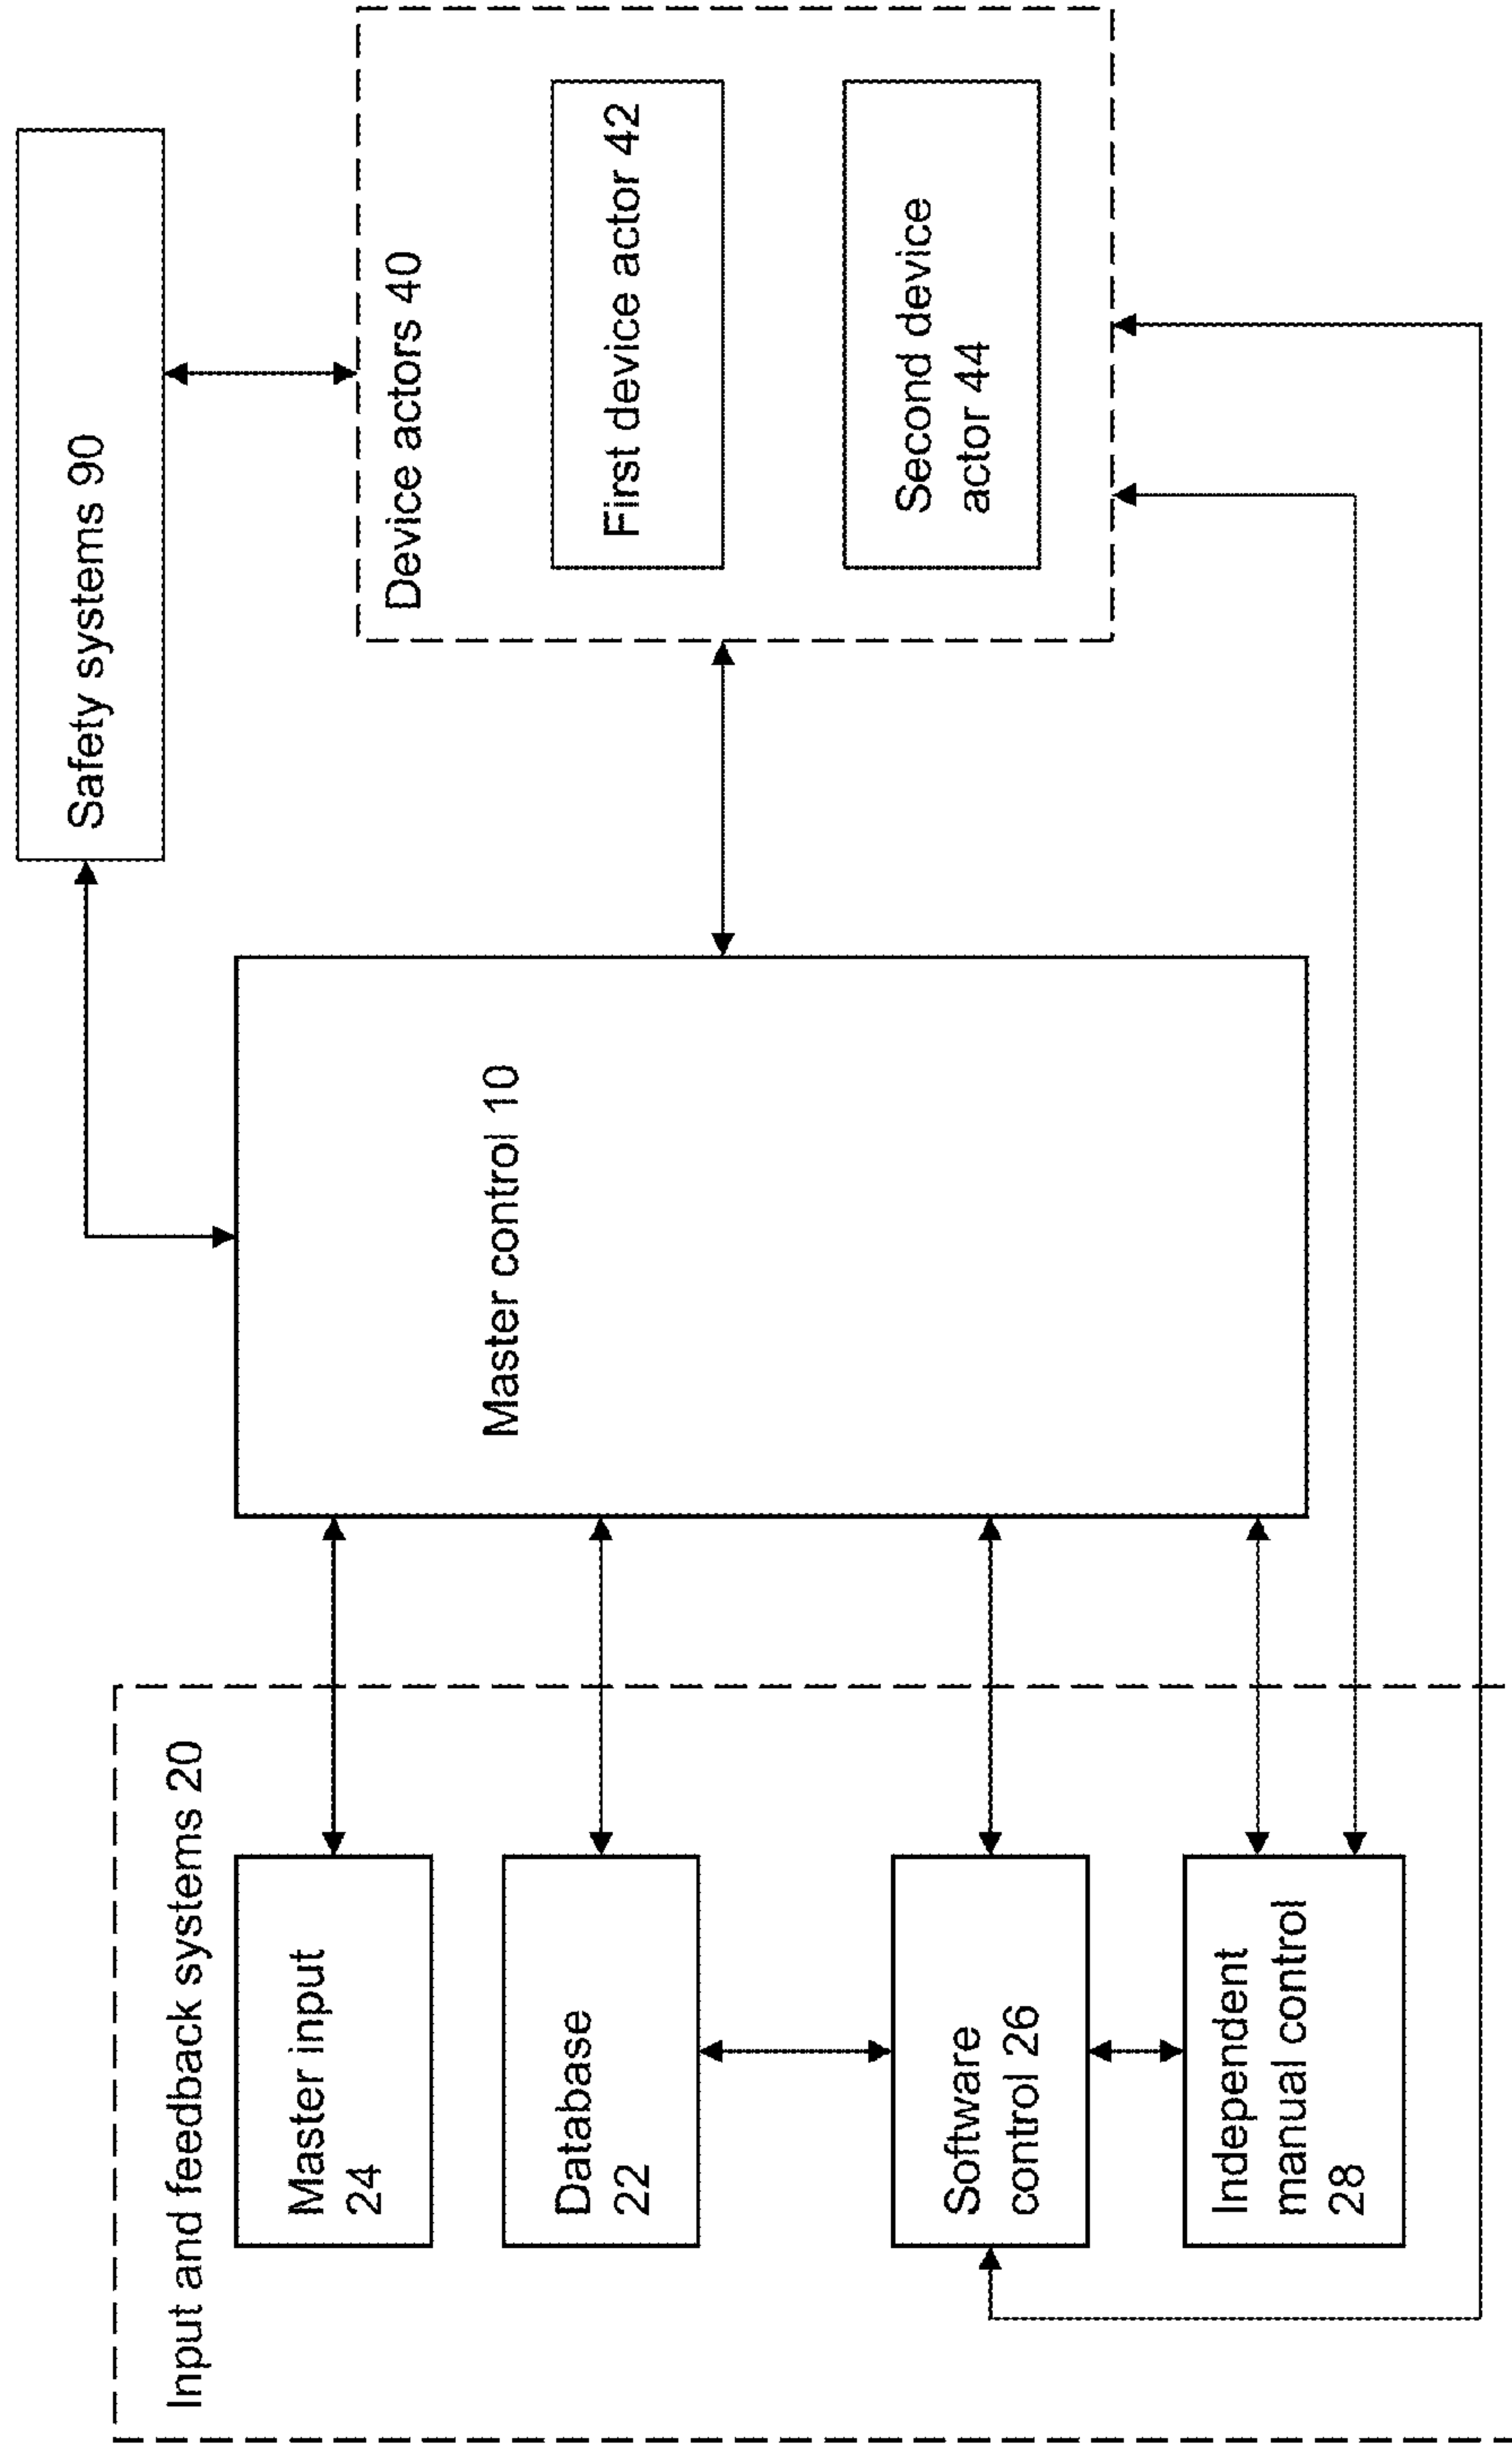 Input and feedback systems 20
Master input
24
Database
22
Software
control 26
Independent
manual control
28
Master control 10
Safety systems 90
Device actors 40
First device actor 42
Second device
actor 44